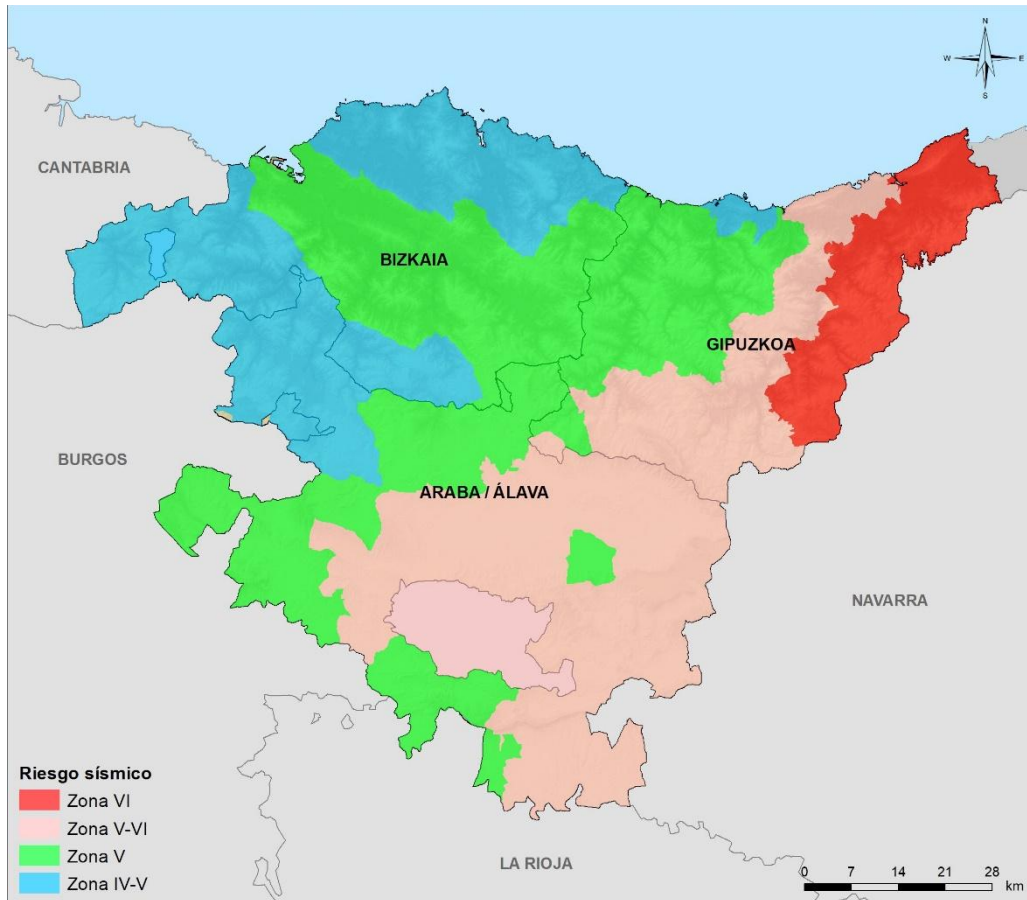 N
W E
S
CANTABRIA
BIZKAIA
GIPUZKOA
BURGOS
ARABA / ÁLAVA
NAVARRA
LA RIOJA
Riesgo sísmico
Zona VI
Zona V-VI
Zona V
Zona IV-V
0 7 14 21 28
km